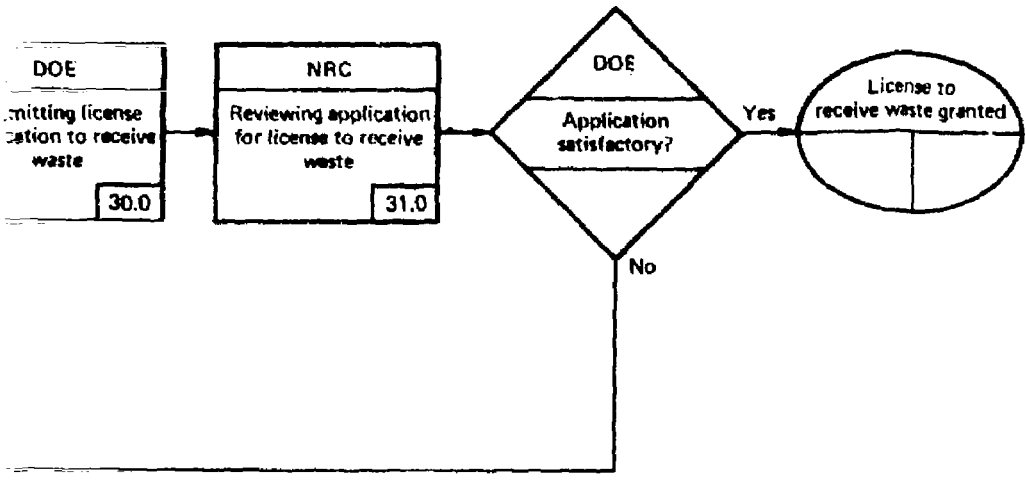 DOE
mitting license
cation to receive
waste
30.0
NRC
Reviewing application
for license to receive
waste
31.0
DOE
Application
satisfactory?
Yes
No
License to
receive waste granted